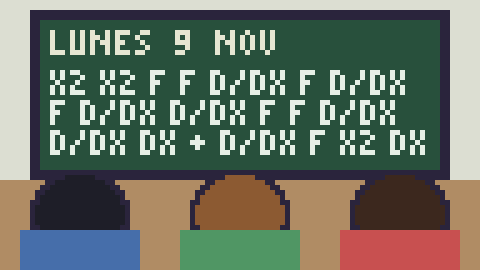 LUNES 9 NOV
X2 X2 F F D/DX F D/DX
F D/DX D/DX F F D/DX
D/DX DX + D/DX F X2 DX